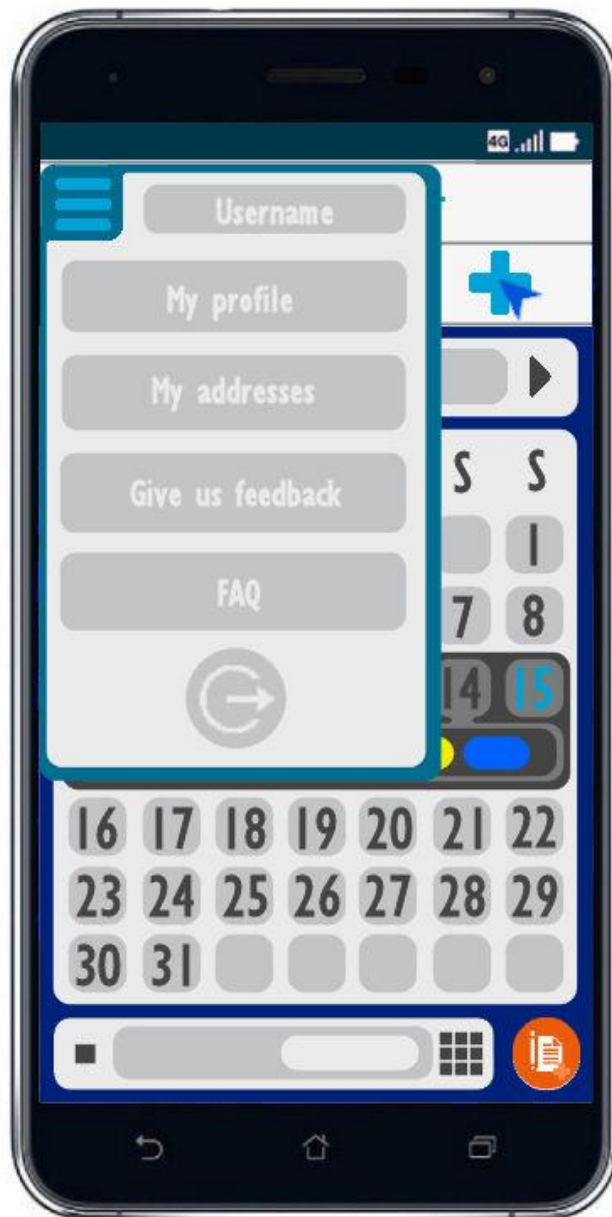 4G
Username
My profile
My addresses
Give us feedback
FAQ
S S
1
7 8
14 15
16 17 18 19 20 21 22
23 24 25 26 27 28 29
30 31